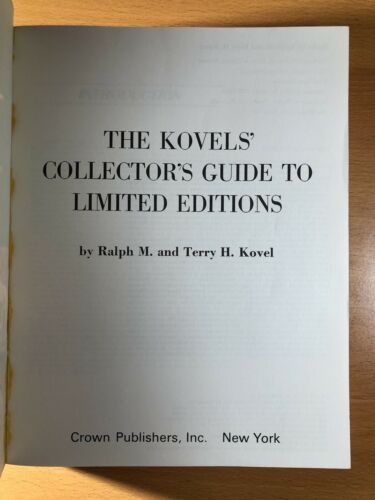 THE KOVELS'
COLLECTOR'S GUIDE TO
LIMITED EDITIONS
by Ralph M. and Terry H. Kovel
Crown Publishers, Inc. New York